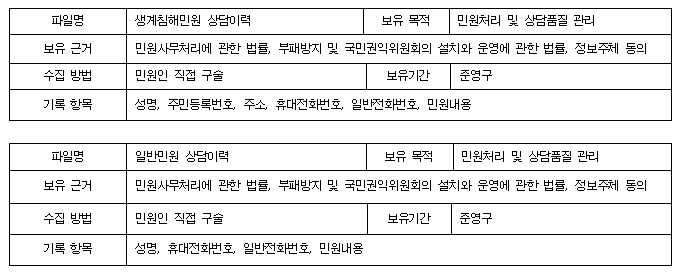 파일명 생계침해민원 상담이력 보유 목적 민원처리 및 상담품질 관리
보유 근거 민원사무처리에 관한 법률, 부패방지 및 국민권익위원회의 설치와 운영에 관한 법률, 정보주체 동의
수집 방법 민원인 직접 구술 보유기간 준영구
기록 항목 성명, 주민등록번호, 주소, 휴대전화번호, 일반전화번호, 민원내용
파일명 일반민원 상담이력 보유 목적 민원처리 및 상담품질 관리
보유 근거 민원사무처리에 관한 법률, 부패방지 및 국민권익위원회의 설치와 운영에 관한 법률, 정보주체 동의
수집 방법 민원인 직접 구술 보유기간 준영구
기록 항목 성명, 휴대전화번호, 일반전화번호, 민원내용